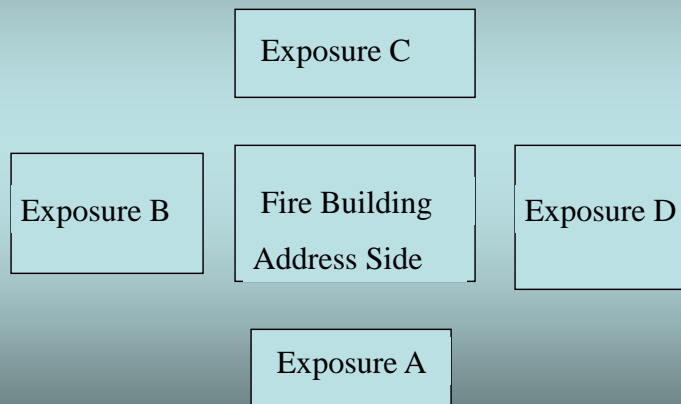 Exposure C
Exposure B
Fire Building
Address Side
Exposure D
Exposure A